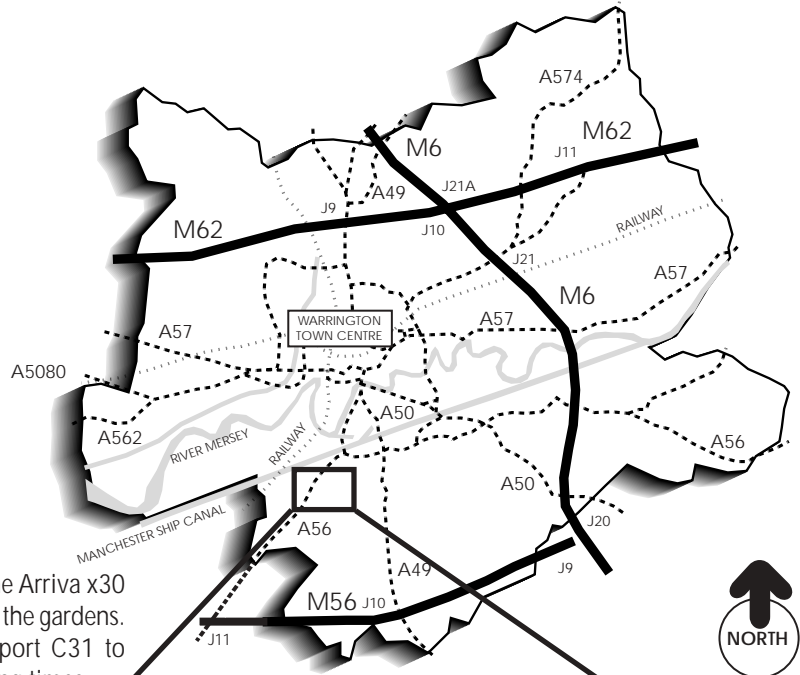 A574
M6
M62
J11
J21A
A49
J9
M62
J10
RAILWAY
J21
A57
M6
WARRINGTON
TOWN CENTRE
A57
A57
A5080
A50
A562
RIVER MERSEY
RAILWAY
A56
A50
MANCHESTER SHIP CANAL
A56
J20
e Arriva x30
A49
J9
M56
J10
the gardens.
J11
NORTH
port C31 to